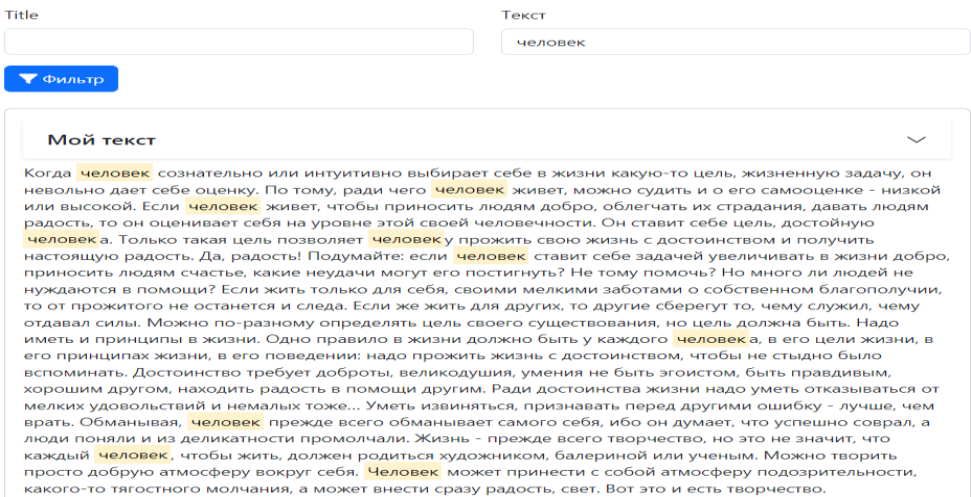 Title
Текст
человек
Фильтр
Мой текст
Когда человек сознательно или интуитивно выбирает себе в жизни какую-то цель, жизненную задачу, он
невольно дает себе оценку. По тому, ради чего человек живет, можно судить и о его самооценке - низкой
или высокой. Если человек живет, чтобы приносить людям добро, облегчать их страдания, давать людям
радость, то он оценивает себя на уровне этой своей человечности. Он ставит себе цель, достойную
человека. Только такая цель позволяет человеку прожить свою жизнь с достоинством и получить
настоящую радость. Да, радость! Подумайте: если человек ставит себе задачей увеличивать в жизни добро,
приносить людям счастье, какие неудачи могут его постигнуть? Не тому помочь? Но много ли людей не
нуждаются в помощи? Если жить только для себя, своими мелкими заботами о собственном благополучии,
то от прожитого не останется и следа. Если же жить для других, то другие сберегут то, чему служил, чему
отдавал силы. Можно по-разному определять цель своего существования, но цель должна быть. Надо
иметь и принципы в жизни. Одно правило в жизни должно быть у каждого человека, в его цели жизни, в
его принципах жизни, в его поведении: надо прожить жизнь с достоинством, чтобы не стыдно было
вспоминать. Достоинство требует доброты, великодушия, умения не быть эгоистом, быть правдивым,
хорошим другом, находить радость в помощи другим. Ради достоинства жизни надо уметь отказываться от
мелких удовольствий и немалых тоже... Уметь извиняться, признавать перед другими ошибку - лучше, чем
врать. Обманывая, человек прежде всего обманывает самого себя, ибо он думает, что успешно соврал, а
люди поняли и из деликатности промолчали. Жизнь - прежде всего творчество, но это не значит, что
каждый человек, чтобы жить, должен родиться художником, балериной или ученым. Можно творить
просто добрую атмосферу вокруг себя. Человек может принести с собой атмосферу подозрительности,
какого-то тягостного молчания, а может внести сразу радость, свет. Вот это и есть творчество.